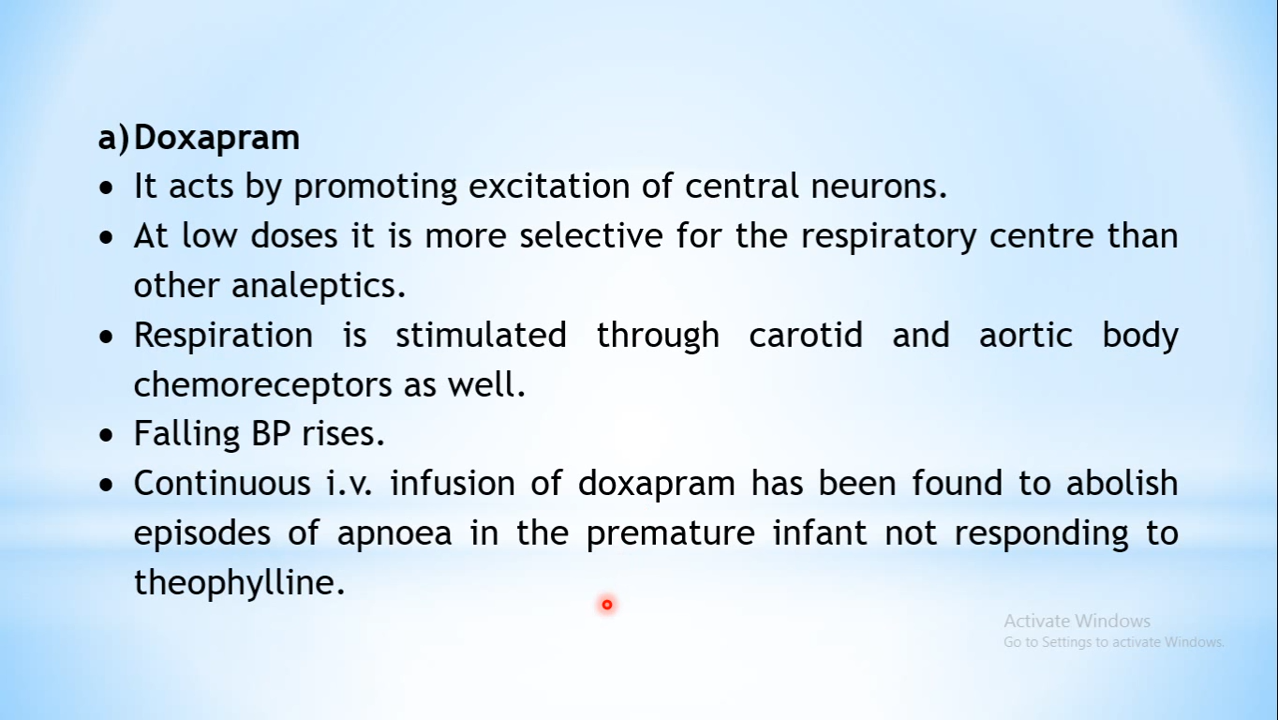 a) Doxapram
• It acts by promoting excitation of central neurons.
• At low doses it is more selective for the respiratory centre than
other analeptics.
• Respiration is stimulated through carotid and aortic body
chemoreceptors as well.
• Falling BP rises.
• Continuous i.v. infusion of doxapram has been found to abolish
episodes of apnoea in the premature infant not responding to
theophylline.
Activate Windows
Go to Settings to activate Windows.